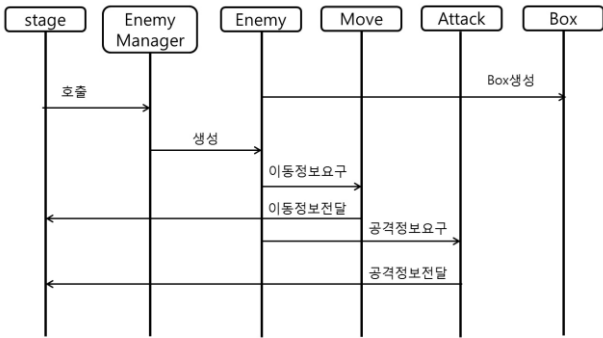 stage
Enemy
Manager
Enemy
Move
Attack
Box
Box생성
호출
생성
이동정보요구
이동정보전달
공격정보요구
공격정보전달